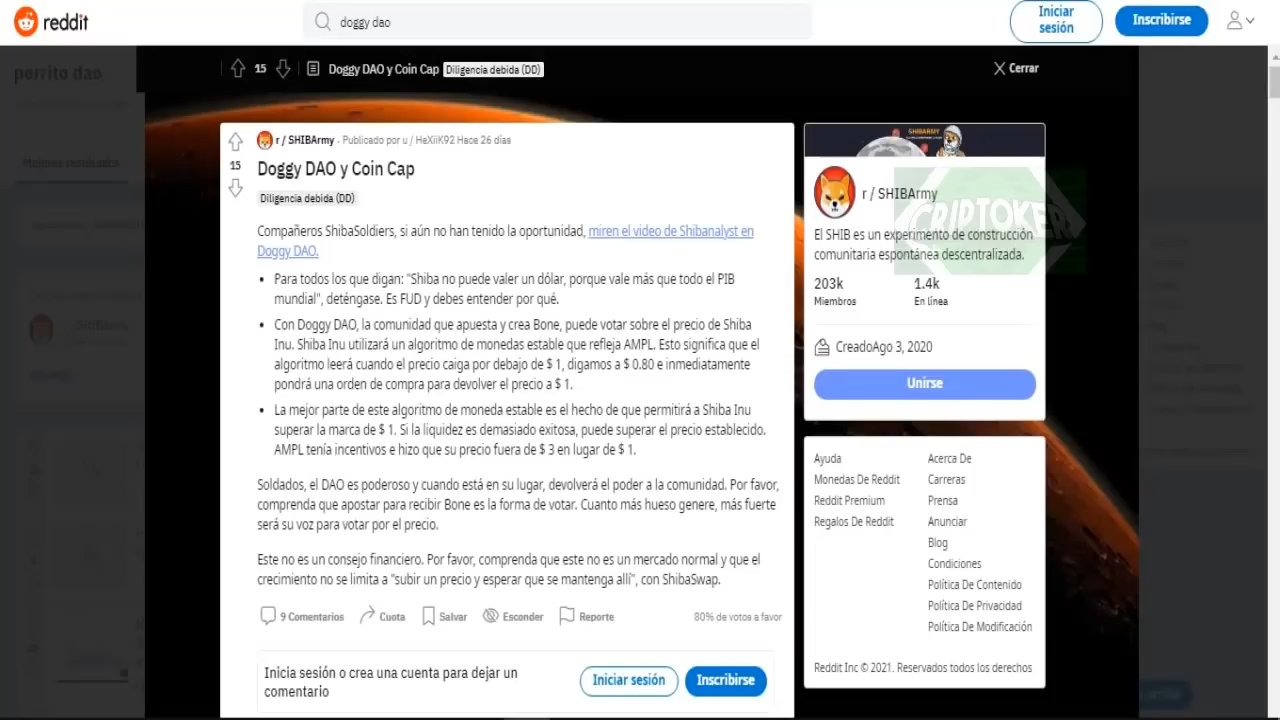 reddit
doggy dao
Iniciar sesión
Inscribirse
perrito dao
Mejores resultados
15
Doggy DAO y Coin Cap
Diligencia debida (DD)
Cerrar
r / SHIBArmy · Publicado por u / HeXiiK92 Hace 26 días
15
Doggy DAO y Coin Cap
Diligencia debida (DD)
Compañeros ShibaSoldiers, si aún no han tenido la oportunidad, miren el video de Shibanalyst en
Doggy DAO.
Para todos los que digan: "Shiba no puede valer un dólar, porque vale más que todo el PIB
mundial", deténgase. Es FUD y debes entender por qué.
Con Doggy DAO, la comunidad que apuesta y crea Bone, puede votar sobre el precio de Shiba
Inu. Shiba Inu utilizará un algoritmo de monedas estable que refleja AMPL. Esto significa que el
algoritmo leerá cuando el precio caiga por debajo de $ 1, digamos a $ 0.80 e inmediatamente
pondrá una orden de compra para devolver el precio a $ 1.
La mejor parte de este algoritmo de moneda estable es el hecho de que permitirá a Shiba Inu
superar la marca de $ 1. Si la liquidez es demasiado exitosa, puede superar el precio establecido.
AMPL tenía incentivos e hizo que su precio fuera de $ 3 en lugar de $ 1.
Soldados, el DAO es poderoso y cuando está en su lugar, devolverá el poder a la comunidad. Por favor,
comprenda que apostar para recibir Bone es la forma de votar. Cuanto más hueso genere, más fuerte
será su voz para votar por el precio.
Este no es un consejo financiero. Por favor, comprenda que este no es un mercado normal y que el
crecimiento no se limita a "subir un precio y esperar que se mantenga allí", con ShibaSwap.
9 Comentarios
Cuota
Salvar
Esconder
Reporte
80% de votos a favor
Inicia sesión o crea una cuenta para dejar un
comentario
Iniciar sesión
Inscribirse
SHIBARMY
r / SHIBArmy
CRIPTOKER
El SHIB es un experimento de construcción
comunitaria espontánea descentralizada.
203k
1.4k
Miembros
En línea
CreadoAgo 3, 2020
Unirse
Ayuda
Acerca De
Monedas De Reddit
Carreras
Reddit Premium
Prensa
Regalos De Reddit
Anunciar
Blog
Condiciones
Política De Contenido
Política De Privacidad
Política De Modificación
Reddit Inc © 2021. Reservados todos los derechos